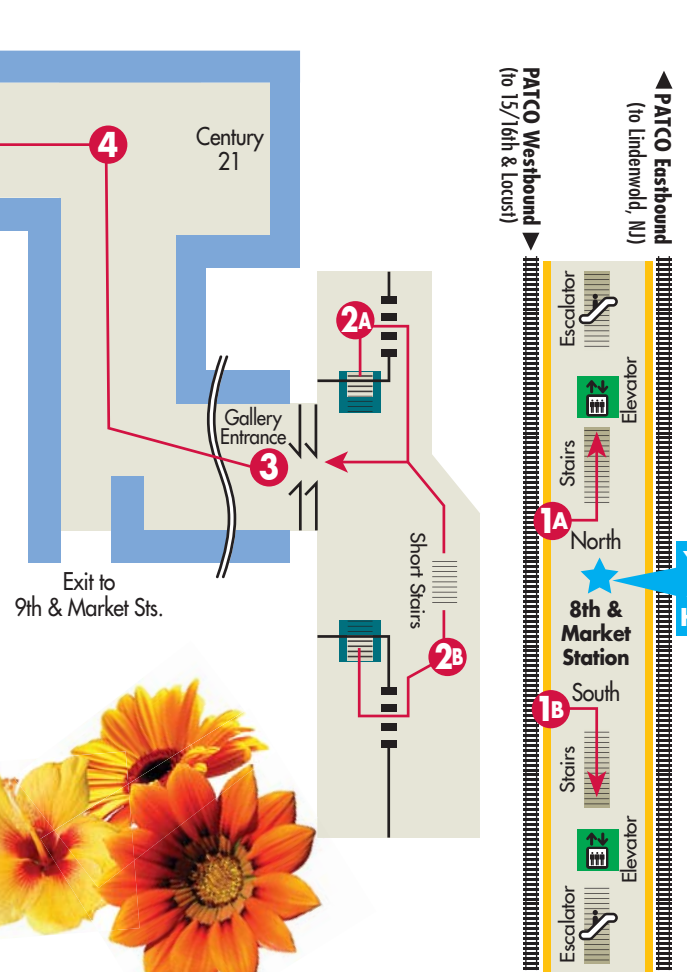 4
Century
21
PATCO Westbound ▼
(to 15/16th & Locust)
◀ PATCO Eastbound
(to Lindenwold, NJ)
Escalator
2A
Elevator
Gallery
Entrance
3
Stairs
1A
North
Short Stairs
Exit to
9th & Market Sts.
8th &
Market
Station
2B
South
1B
Stairs
Elevator
Escalator